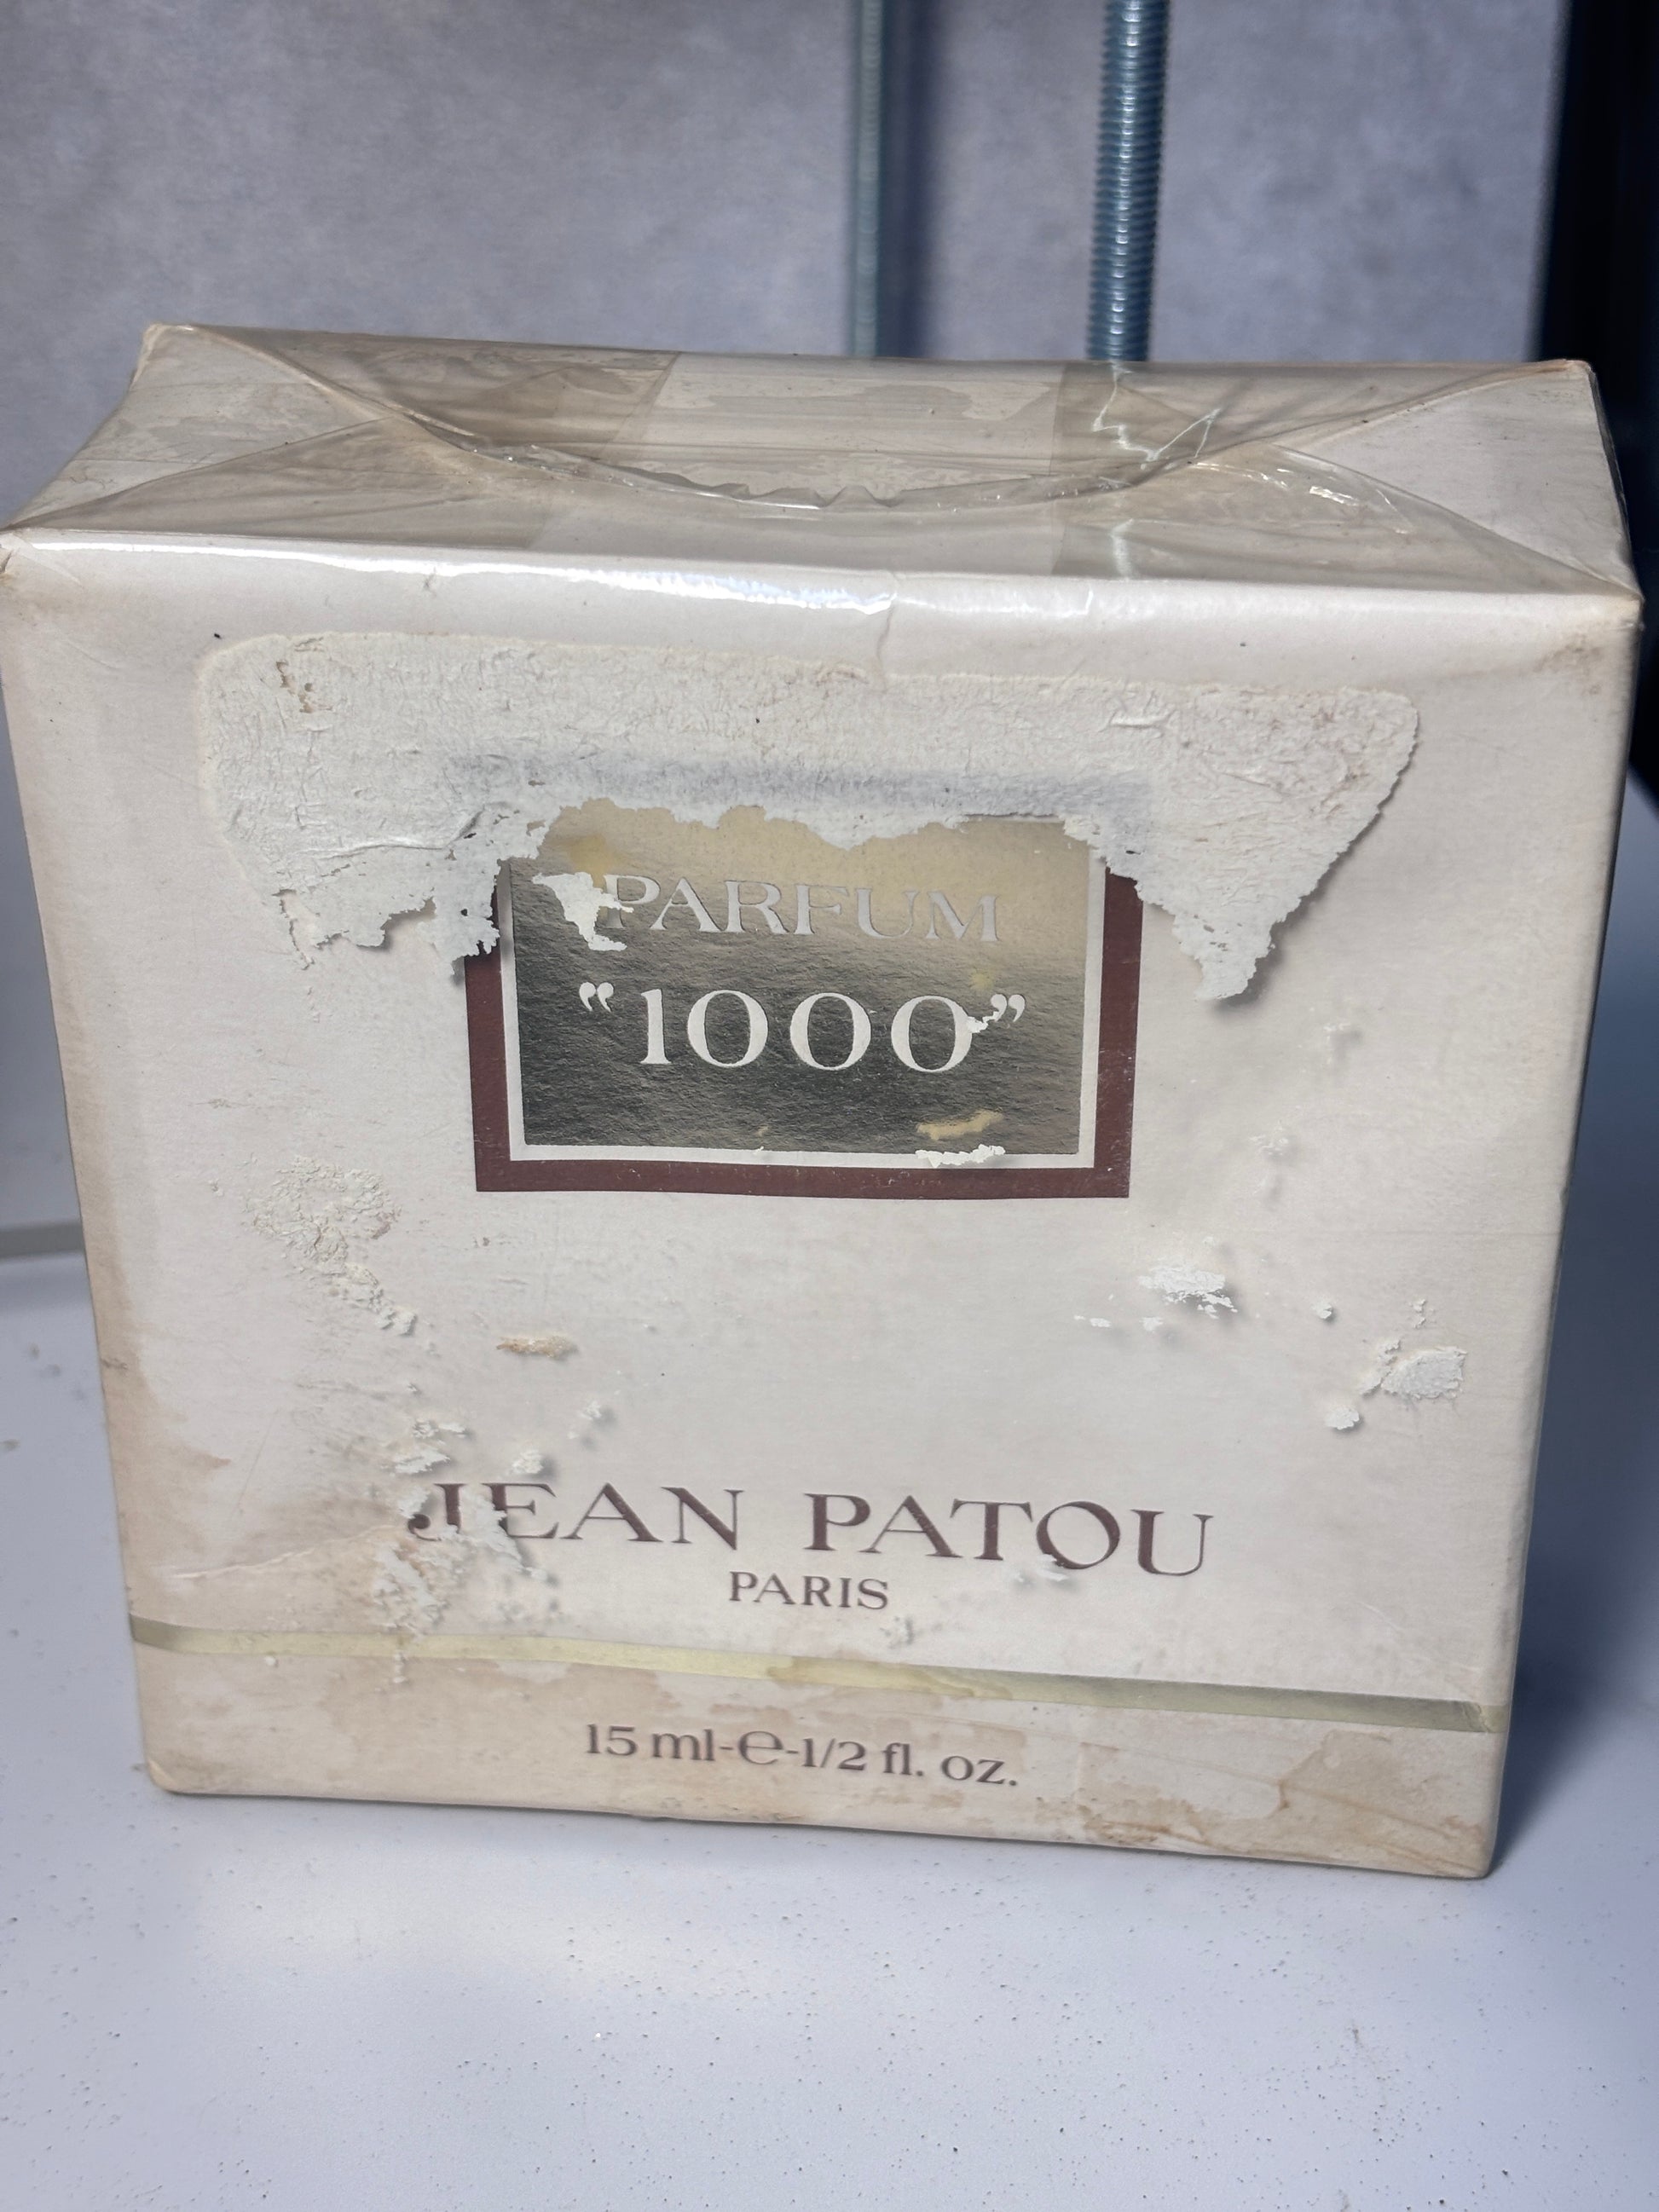 PARFUM
“1000”
JEAN PATOU
PARIS
15 ml-℮-1/2 fl. oz.